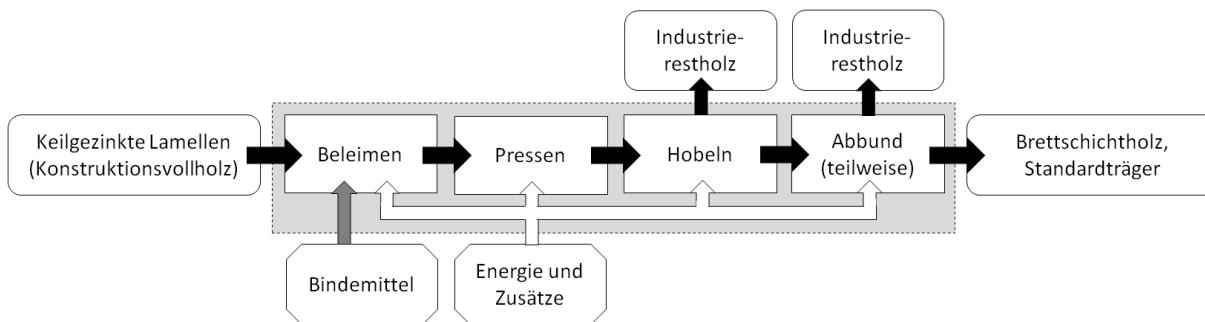 Industrie-
restholz
Industrie-
restholz
Keilgezinkte Lamellen
(Konstruktionsvollholz)
Beleimen
Pressen
Hobeln
Abbund
(teilweise)
Brettschichtholz,
Standardträger
Bindemittel
Energie und
Zusätze